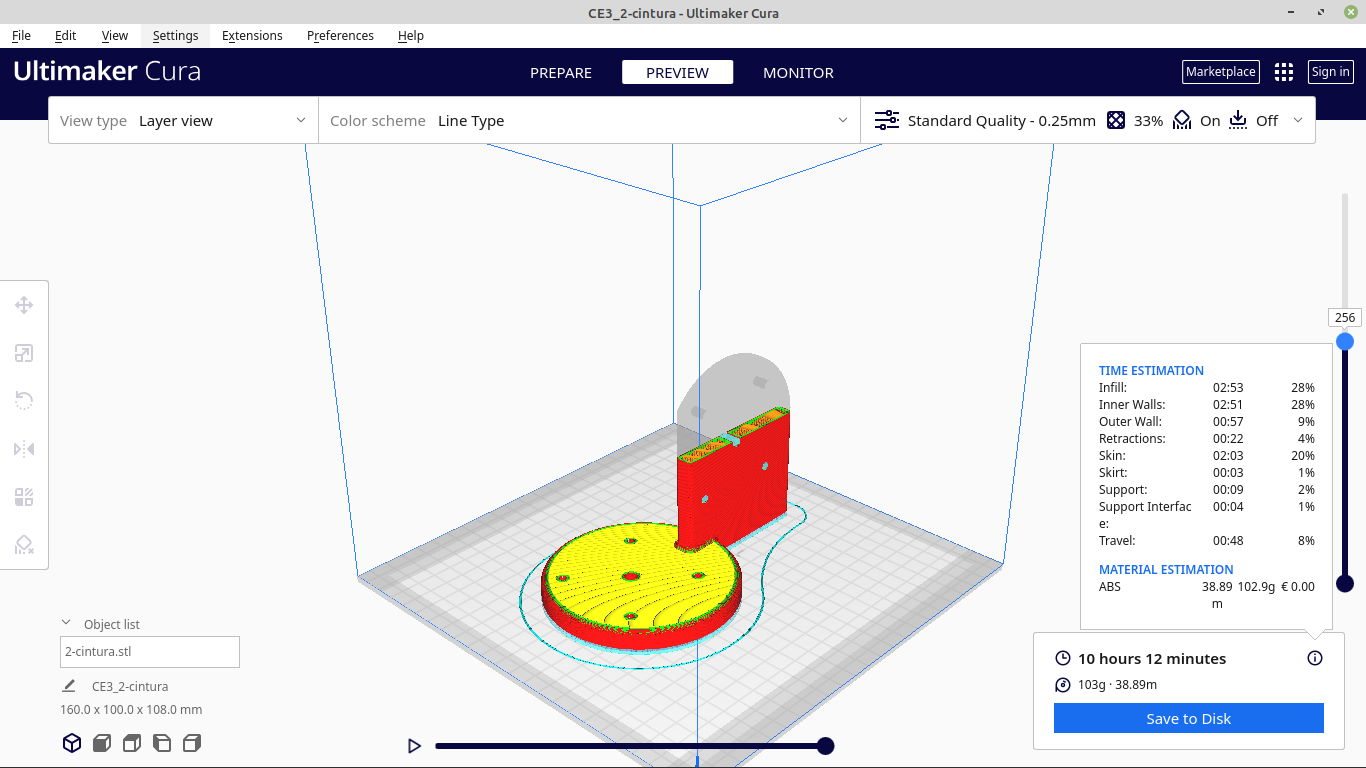 CE3_2-cintura - Ultimaker Cura
File Edit View Settings Extensions Preferences Help
Ultimaker Cura PREPARE PREVIEW MONITOR Marketplace Sign in
View type Layer view Color scheme Line Type Standard Quality - 0.25mm 33% On Off
256
TIME ESTIMATION
Infill: 02:53 28%
Inner Walls: 02:51 28%
Outer Wall: 00:57 9%
Retractions: 00:22 4%
Skin: 02:03 20%
Skirt: 00:03 1%
Support: 00:09 2%
Support Interfac 00:04 1%
e:
Travel: 00:48 8%
MATERIAL ESTIMATION
ABS 38.89 102.9g € 0.00
m
Object list
2-cintura.stl
CE3_2-cintura
160.0 x 100.0 x 108.0 mm
10 hours 12 minutes
103g · 38.89m
Save to Disk